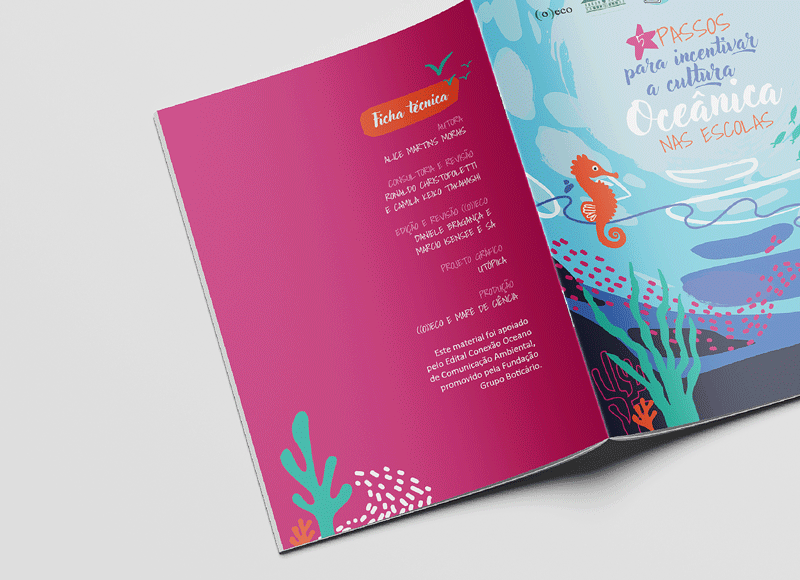 Ficha técnica
AUTORA
ALICE MARTINS MORAIS
CONSULTORIA E REVISÃO
RONALDO CHRISTOFOLETTI
E CAMILA KEIKO TAKAHASHI
EDIÇÃO E REVISÃO ((O))ECO
DANIELE BRAGANÇA E
MARCIO ISENSEE E SÁ
PROJETO GRÁFICO
UTÓPIKA
PRODUÇÃO
((O))ECO E MARÉ DE CIÊNCIA
Este material foi apoiado
pelo Edital Conexão Oceano
de Comunicação Ambiental,
promovido pela Fundação
Grupo Boticário.
((o))eco
5 PASSOS
para incentivar
a cultura
Oceânica
NAS ESCOLAS